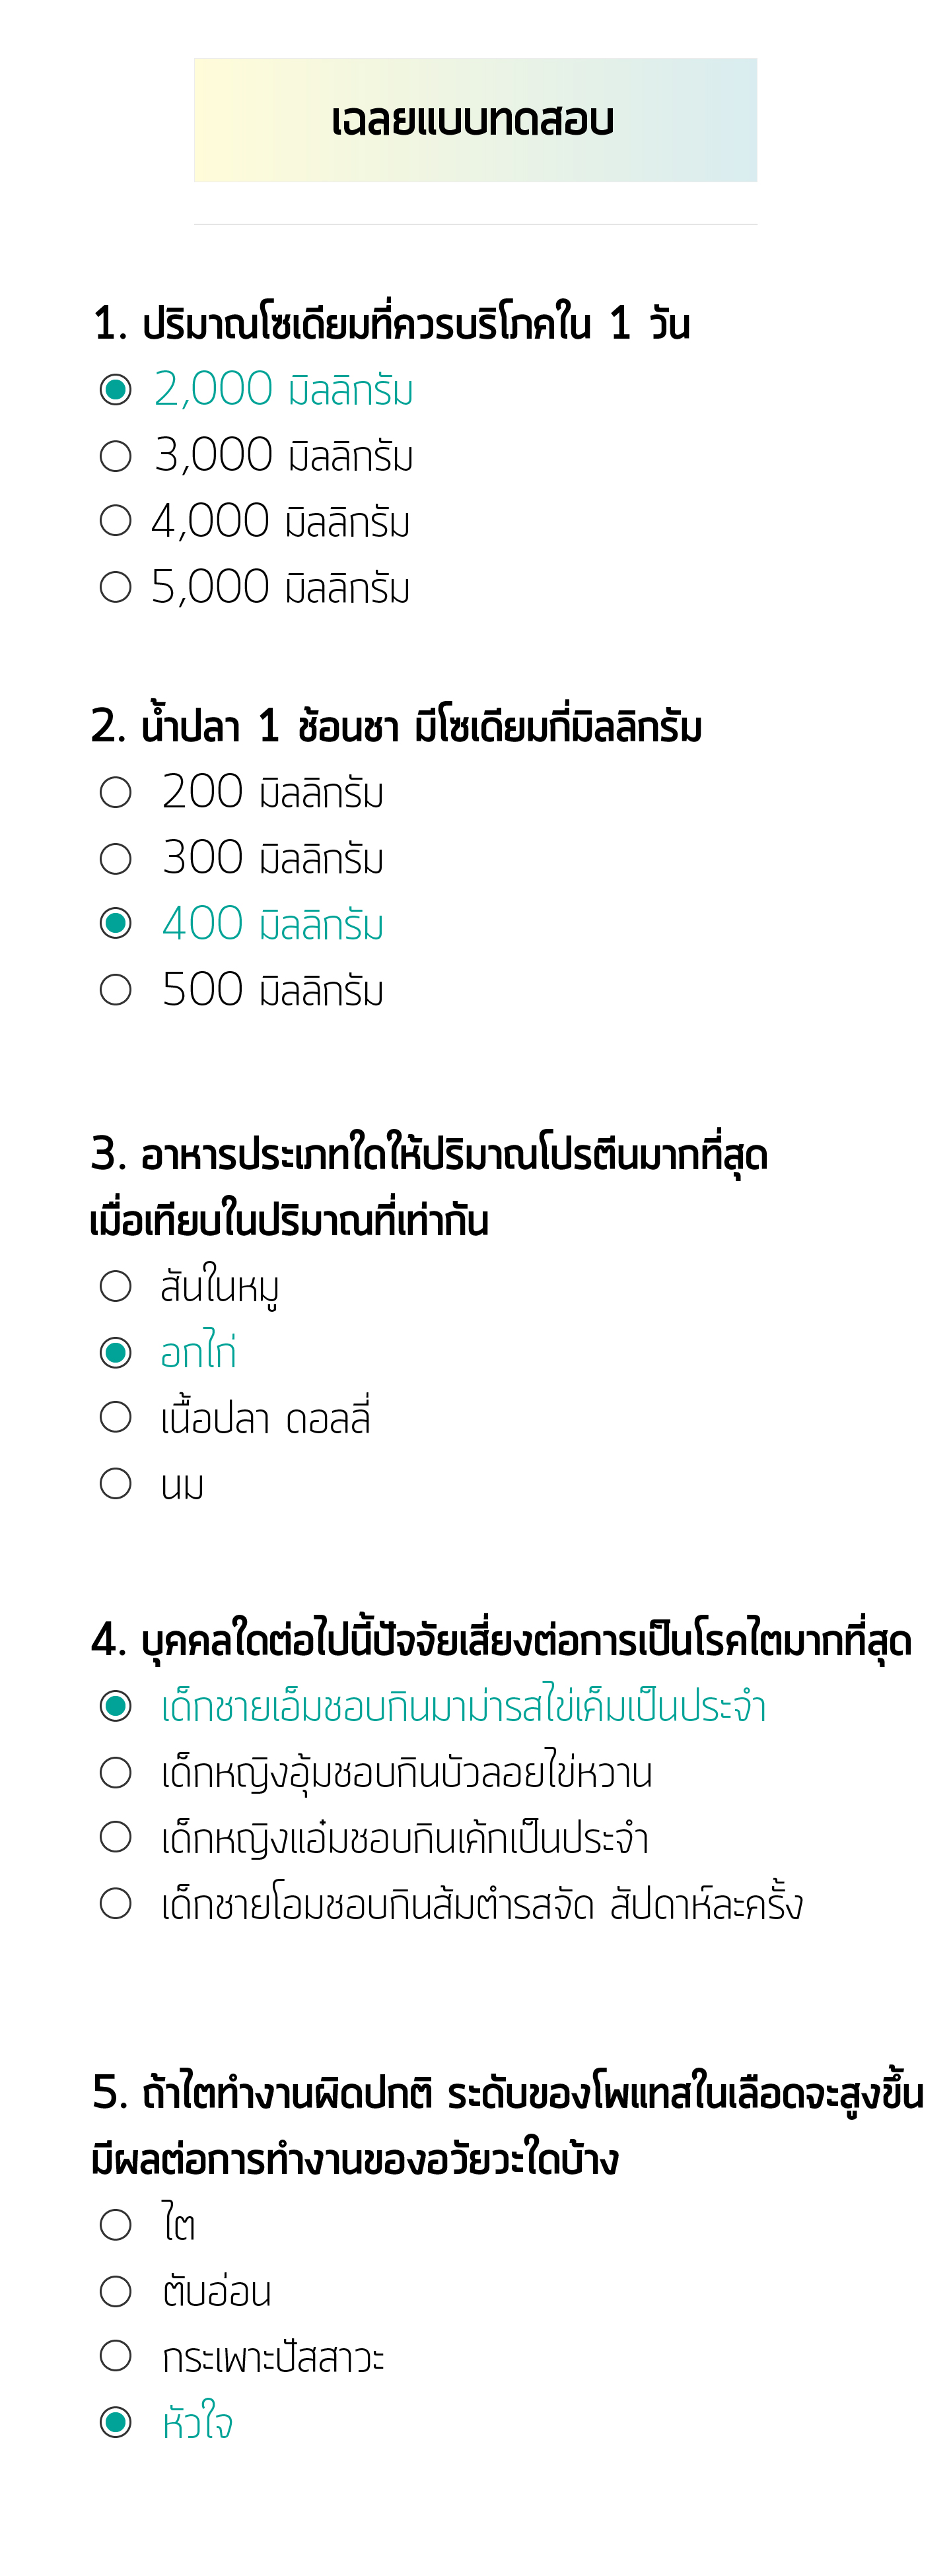 เฉลยแบบทดสอบ
1. ปริมาณโซเดียมที่ควรบริโภคใน 1 วัน
2,000 มิลลิกรัม
3,000 มิลลิกรัม
4,000 มิลลิกรัม
5,000 มิลลิกรัม
2. น้ำปลา 1 ช้อนชา มีโซเดียมกี่มิลลิกรัม
200 มิลลิกรัม
300 มิลลิกรัม
400 มิลลิกรัม
500 มิลลิกรัม
3. อาหารประเภทใดให้ปริมาณโปรตีนมากที่สุด
เมื่อเทียบในปริมาณที่เท่ากัน
สันในหมู
อกไก่
เนื้อปลา ดอลลี่
นม
4. บุคคลใดต่อไปนี้ปัจจัยเสี่ยงต่อการเป็นโรคไตมากที่สุด
เด็กชายเอ็มชอบกินมาม่ารสไข่เค็มเป็นประจำ
เด็กหญิงอุ้มชอบกินบัวลอยไข่หวาน
เด็กหญิงแอ๋มชอบกินเค้กเป็นประจำ
เด็กชายโอมชอบกินส้มตำรสจัด สัปดาห์ละครั้ง
5. ถ้าไตทำงานผิดปกติ ระดับของโพแทสในเลือดจะสูงขึ้น
มีผลต่อการทำงานของอวัยวะใดบ้าง
ไต
ตับอ่อน
กระเพาะปัสสาวะ
หัวใจ